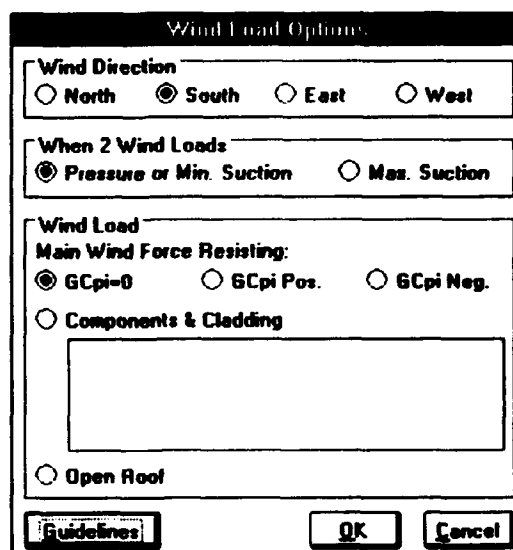 Wind Load Options
Wind Direction
North South East West
When 2 Wind Loads
Pressure or Min. Suction Max. Suction
Wind Load
Main Wind Force Resisting:
GCpi=0 GCpi Pos. GCpi Neg.
Components & Cladding
Open Roof
Guidelines OK Cancel